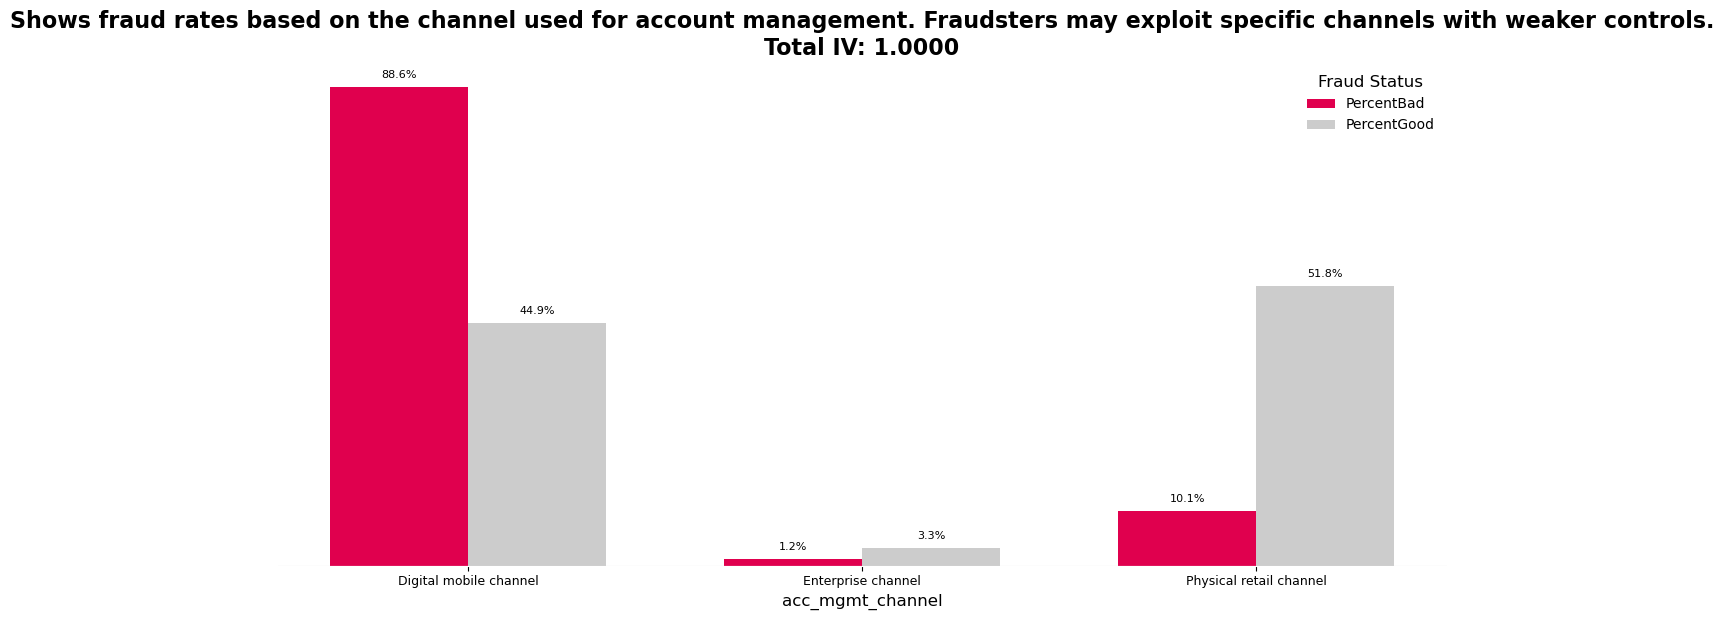 Shows fraud rates based on the channel used for account management. Fraudsters may exploit specific channels with weaker controls.
Total IV: 1.0000
88.6%
Fraud Status
PercentBad
PercentGood
44.9%
51.8%
10.1%
1.2%
3.3%
Digital mobile channel
Enterprise channel
Physical retail channel
acc_mgmt_channel